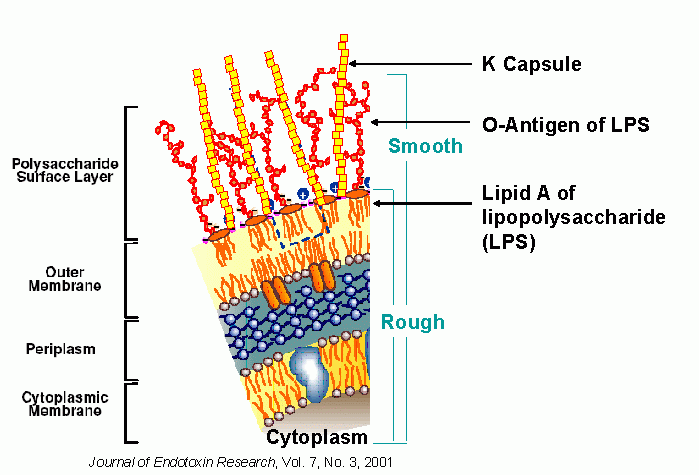 K Capsule
O-Antigen of LPS
Smooth
Polysaccharide
Surface Layer
Lipid A of
lipopolysaccharide
(LPS)
Outer
Membrane
Rough
Periplasm
Cytoplasmic
Membrane
Cytoplasm
Journal of Endotoxin Research, Vol. 7, No. 3, 2001